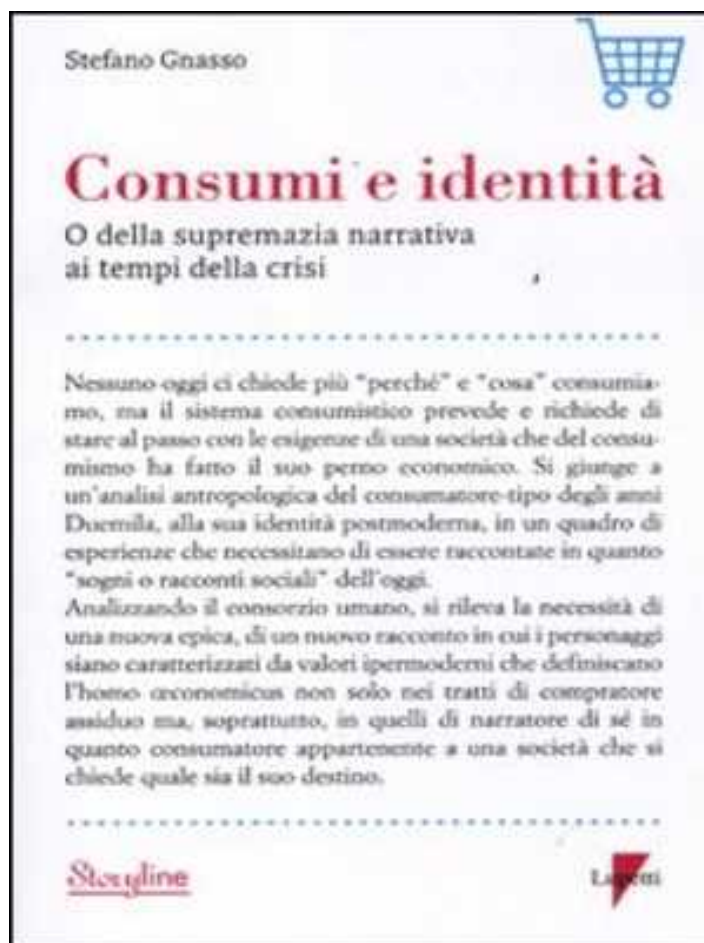 Stefano Gnasso
Consumi e identità
O della supremazia narrativa
ai tempi della crisi
Nessuno oggi ci chiede più “perché” e “cosa” consumia-
mo, ma il sistema consumistico prevede e richiede di
stare al passo con le esigenze di una società che del consu-
mismo ha fatto il suo perno economico. Si giunge a
un’analisi antropologica del consumatore-tipo degli anni
Duemila, alla sua identità postmoderna, in un quadro di
esperienze che necessitano di essere raccontate in quanto
“sogni o racconti sociali” dell’oggi.
Analizzando il consorzio umano, si rileva la necessità di
una nuova epica, di un nuovo racconto in cui i personaggi
siano caratterizzati da valori ipermoderni che definiscano
l’homo œconomicus non solo nei tratti di compratore
assiduo ma, soprattutto, in quelli di narratore di sé in
quanto consumatore appartenente a una società che si
chiede quale sia il suo destino.
Storyline
Lupetti